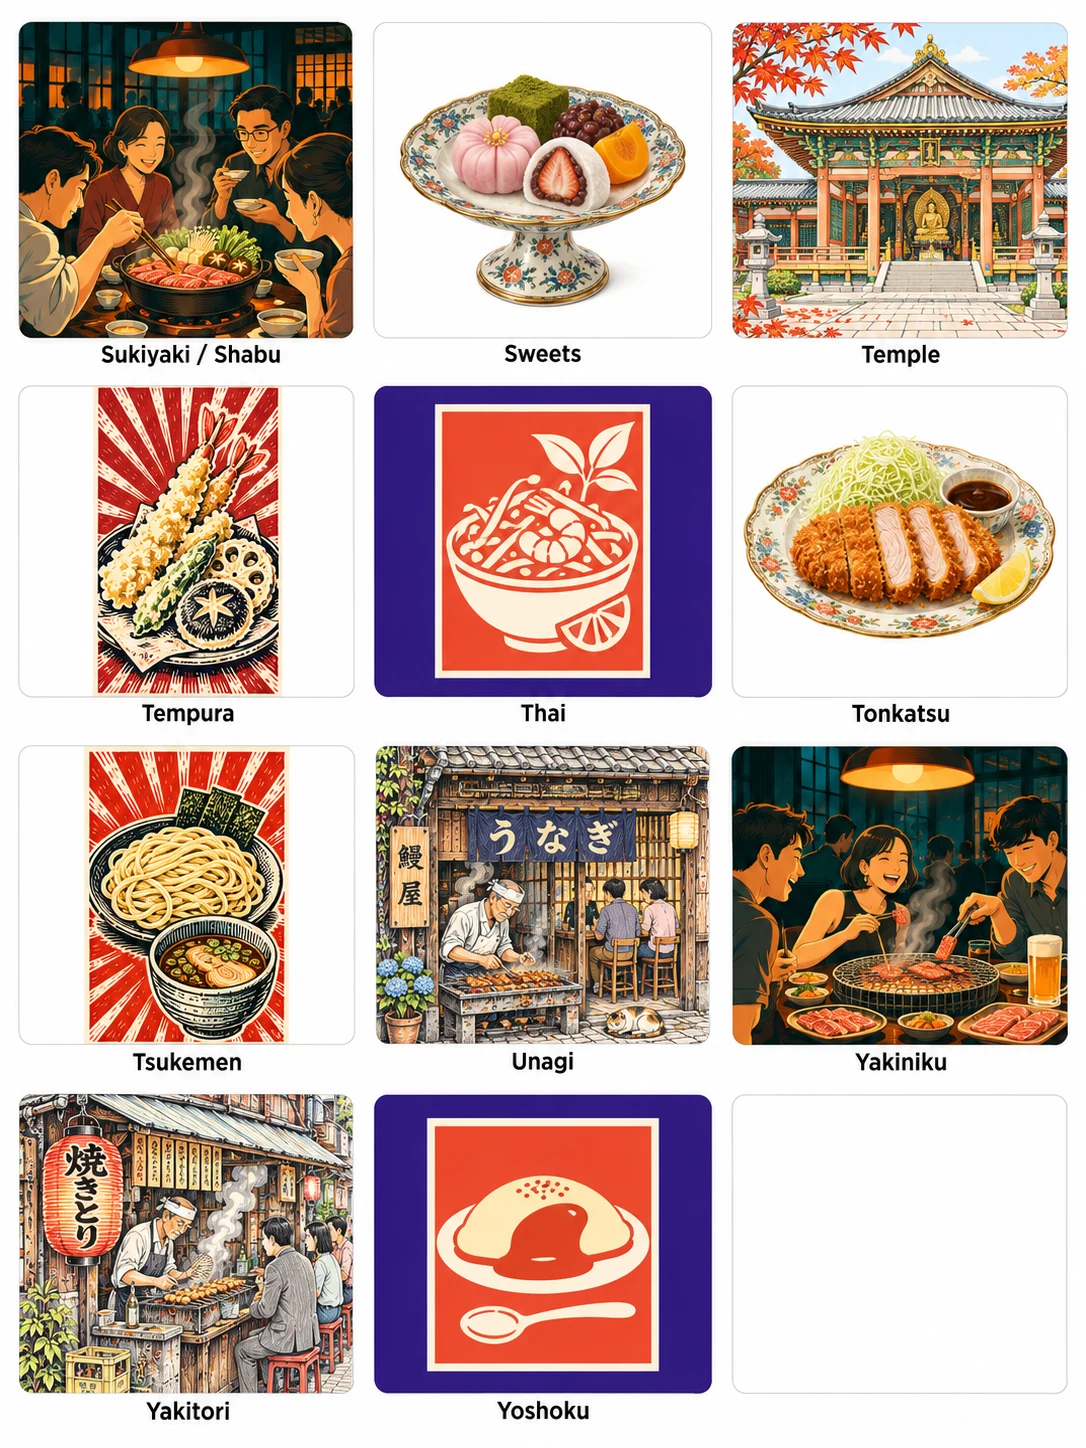 Sukiyaki / Shabu
Sweets
Temple
Tempura
Thai
Tonkatsu
うなぎ
鰻屋
Tsukemen
Unagi
Yakiniku
焼きとり
Yakitori
Yoshoku